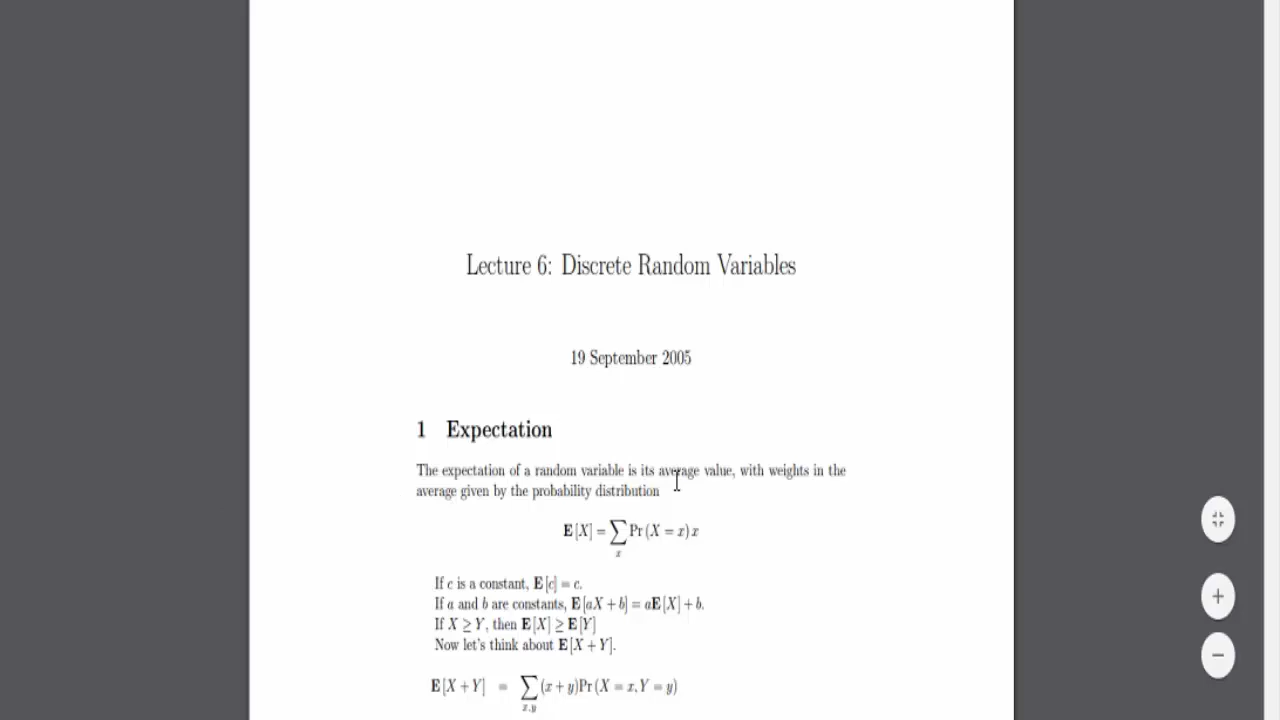 Lecture 6: Discrete Random Variables
19 September 2005
1 Expectation
The expectation of a random variable is its average value, with weights in the
average given by the probability distribution
E[X] = ∑ Pr (X = x) x
x
If c is a constant, E[c] = c.
If a and b are constants, E[aX + b] = aE[X] + b.
If X ≥ Y, then E[X] ≥ E[Y]
Now let's think about E[X + Y].
E[X + Y] = ∑ (x + y)Pr (X = x, Y = y)
x,y